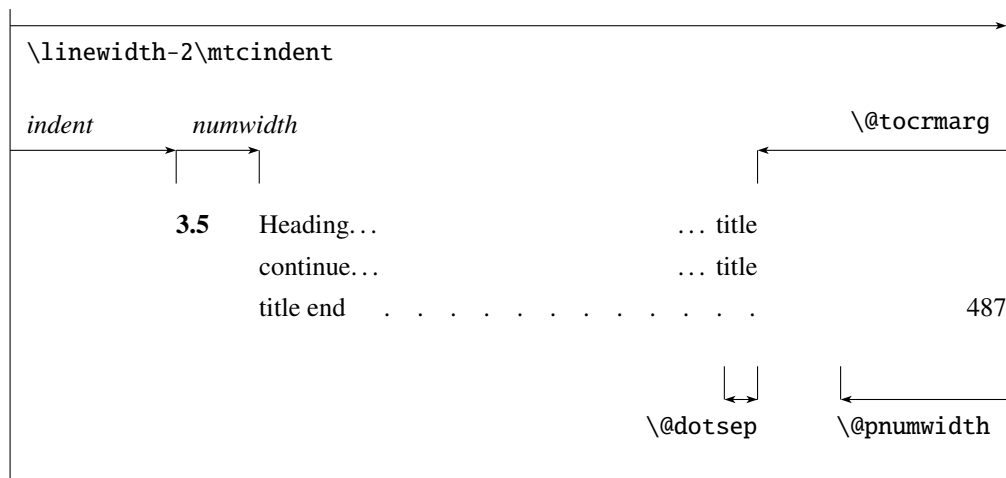 \linewidth-2\mtcindent
indent numwidth \@tocrmarg
3.5 Heading... ... title
continue... ... title
title end . . . . . . . . . . . . 487
\@dotsep \@pnumwidth